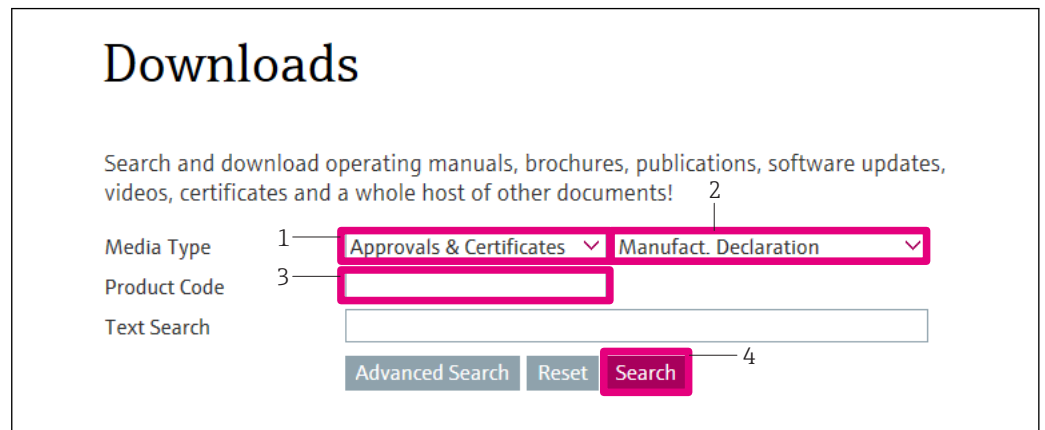 Downloads
Search and download operating manuals, brochures, publications, software updates,
videos, certificates and a whole host of other documents!
2
Media Type 1 Approvals & Certificates Manufact. Declaration
Product Code 3
Text Search
Advanced Search Reset Search 4